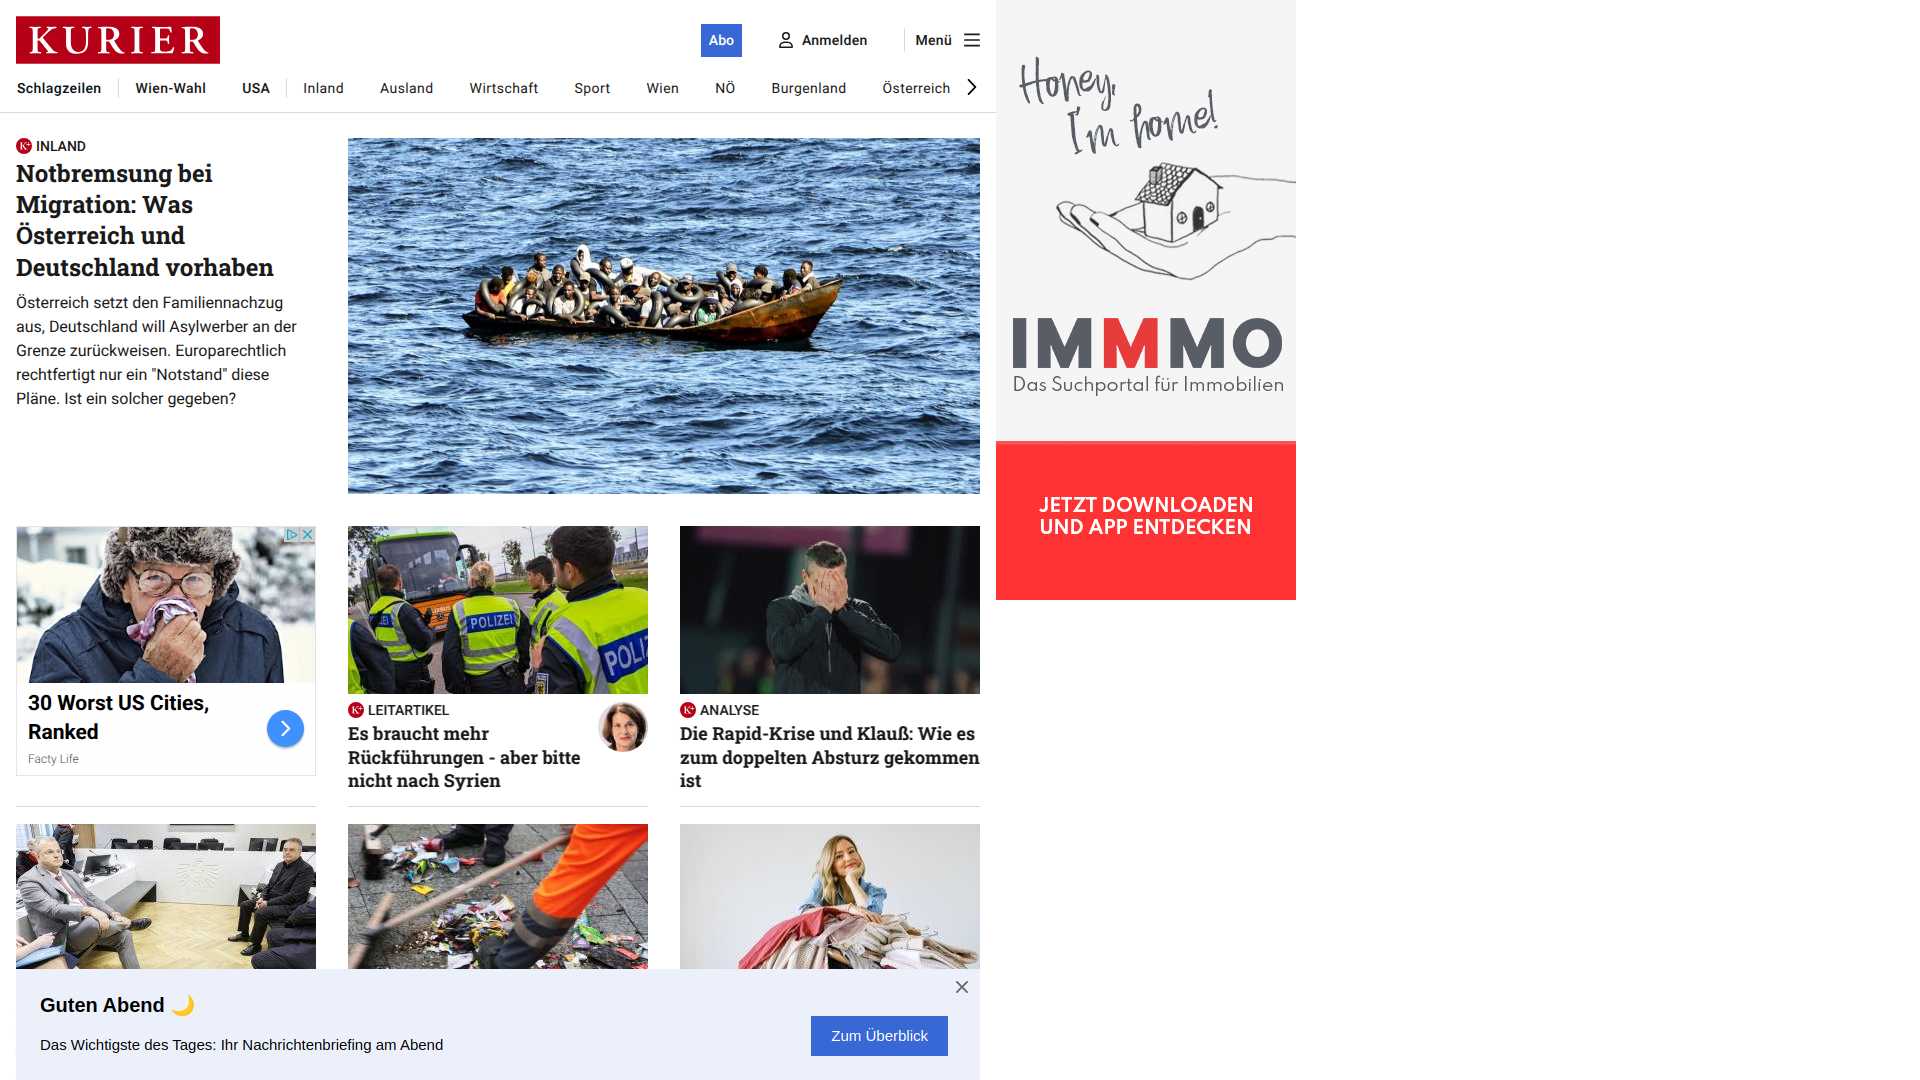 KURIER
Abo
Anmelden
Menü
Schlagzeilen
Wien-Wahl
USA
Inland
Ausland
Wirtschaft
Sport
Wien
NÖ
Burgenland
Österreich
K+ INLAND
Notbremsung bei
Migration: Was
Österreich und
Deutschland vorhaben
Österreich setzt den Familiennachzug
aus, Deutschland will Asylwerber an der
Grenze zurückweisen. Europarechtlich
rechtfertigt nur ein "Notstand" diese
Pläne. Ist ein solcher gegeben?
Honey,
I'm home!
IMMMO
Das Suchportal für Immobilien
JETZT DOWNLOADEN
UND APP ENTDECKEN
30 Worst US Cities,
Ranked
Facty Life
POLIZEI
POLIZ
K+ LEITARTIKEL
Es braucht mehr
Rückführungen - aber bitte
nicht nach Syrien
K+ ANALYSE
Die Rapid-Krise und Klauß: Wie es
zum doppelten Absturz gekommen
ist
Guten Abend 🌙
Das Wichtigste des Tages: Ihr Nachrichtenbriefing am Abend
Zum Überblick